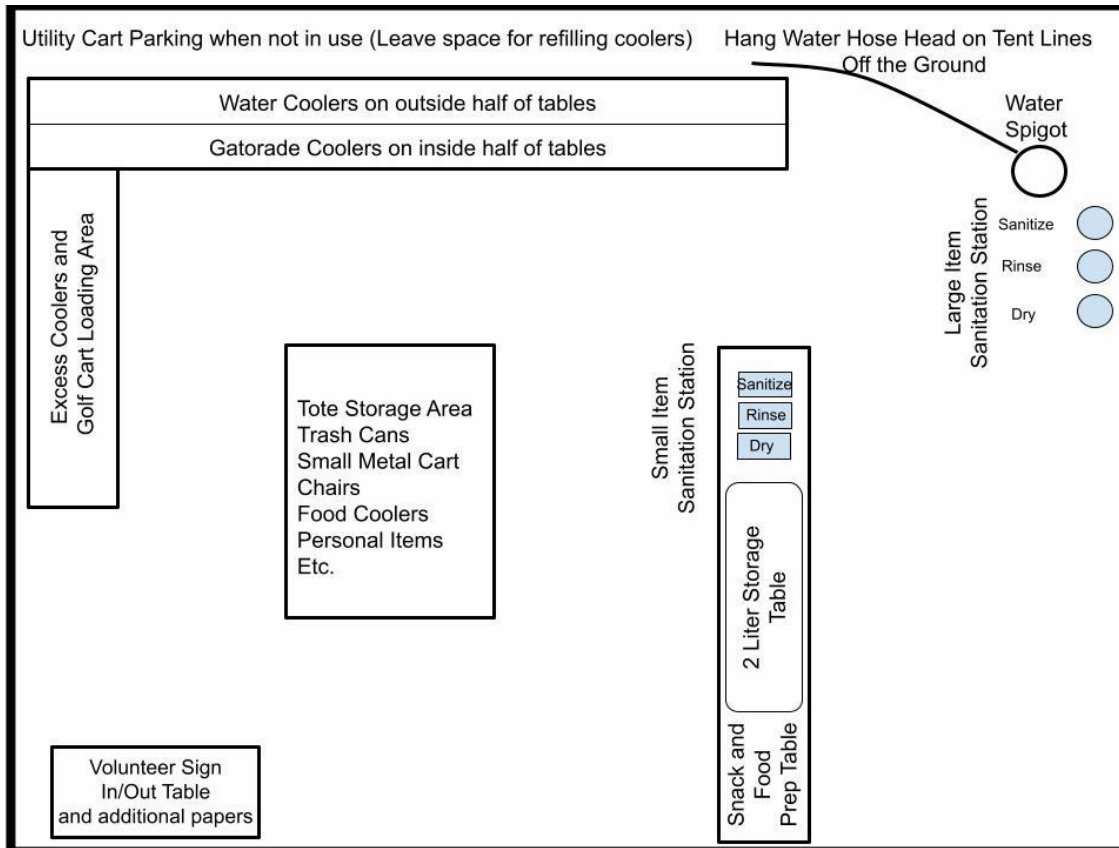 Utility Cart Parking when not in use (Leave space for refilling coolers)
Hang Water Hose Head on Tent Lines
Off the Ground
Water Coolers on outside half of tables
Gatorade Coolers on inside half of tables
Water
Spigot
Excess Coolers and
Golf Cart Loading Area
Large Item
Sanitation Station
Sanitize
Rinse
Dry
Tote Storage Area
Trash Cans
Small Metal Cart
Chairs
Food Coolers
Personal Items
Etc.
Small Item
Sanitation Station
Sanitize
Rinse
Dry
2 Liter Storage
Table
Snack and
Food
Prep Table
Volunteer Sign
In/Out Table
and additional papers